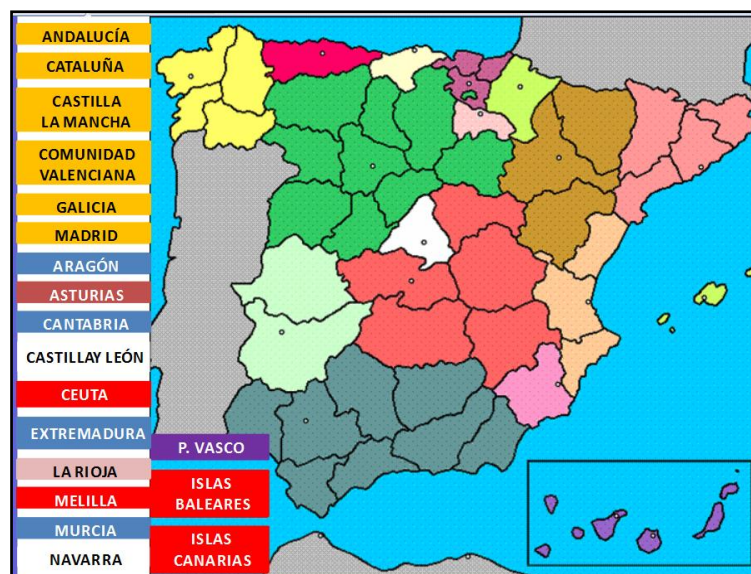 ANDALUCÍA
CATALUÑA
CASTILLA
LA MANCHA
COMUNIDAD
VALENCIANA
GALICIA
MADRID
ARAGÓN
ASTURIAS
CANTABRIA
CASTILLAY LEÓN
CEUTA
EXTREMADURA
LA RIOJA
MELILLA
MURCIA
NAVARRA
P. VASCO
ISLAS
BALEARES
ISLAS
CANARIAS